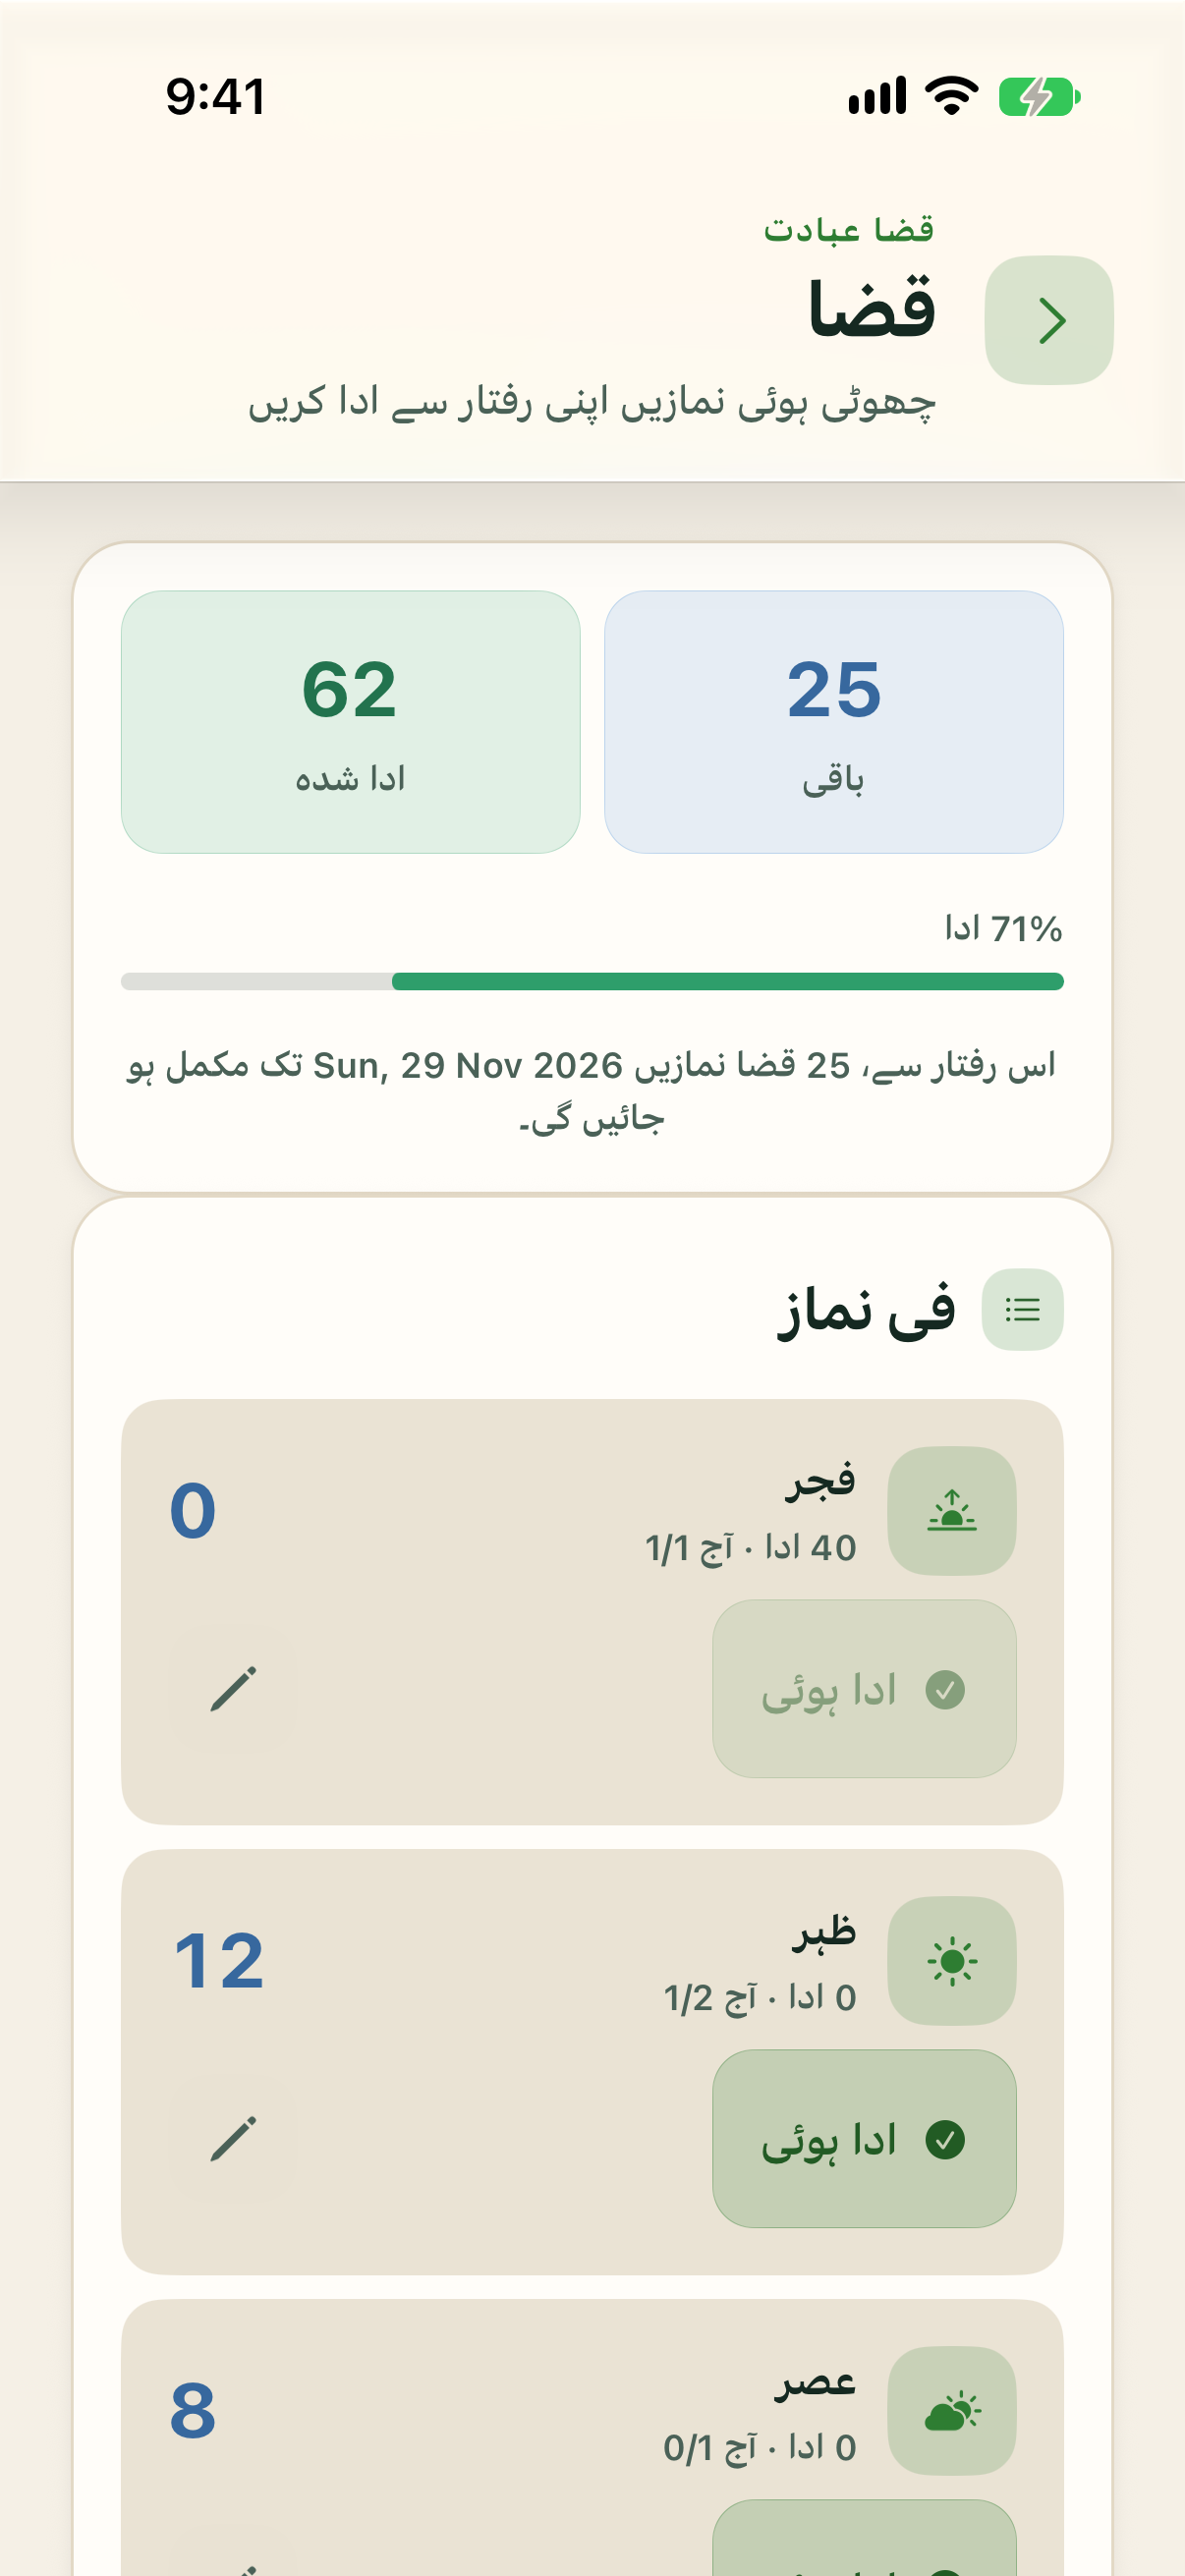 9:41
قضا عبادت
قضا
چھوٹی ہوئی نمازیں اپنی رفتار سے ادا کریں
25
باقی
62
ادا شدہ
71% ادا
اس رفتار سے، 25 قضا نمازیں Sun, 29 Nov 2026 تک مکمل ہو
جائیں گی۔
فی نماز
فجر
40 ادا · آج 1/1
0
ادا ہوئی
ظہر
0 ادا · آج 1/2
12
ادا ہوئی
عصر
0 ادا · آج 0/1
8